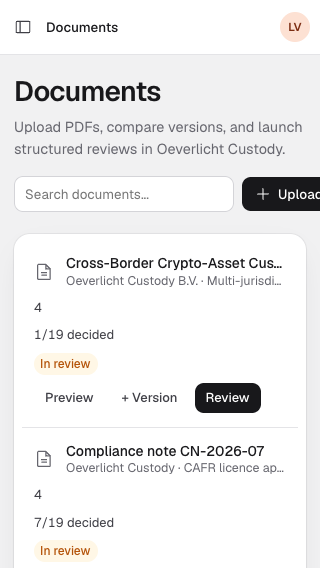 Documents
LV
Documents
Upload PDFs, compare versions, and launch
structured reviews in Oeverlicht Custody.
Search documents...
Upload
Cross-Border Crypto-Asset Cus...
Oeverlicht Custody B.V. · Multi-jurisdi...
4
1/19 decided
In review
Preview
+ Version
Review
Compliance note CN-2026-07
Oeverlicht Custody · CAFR licence ap...
4
7/19 decided
In review